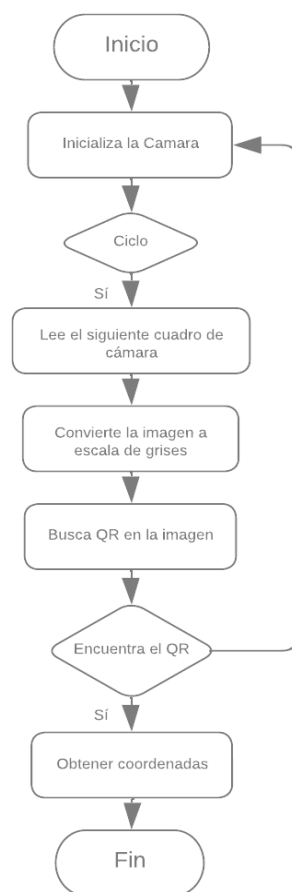 Inicio
Inicializa la Camara
Ciclo
Sí
Lee el siguiente cuadro de
cámara
Convierte la imagen a
escala de grises
Busca QR en la imagen
Encuentra el QR
Sí
Obtener coordenadas
Fin